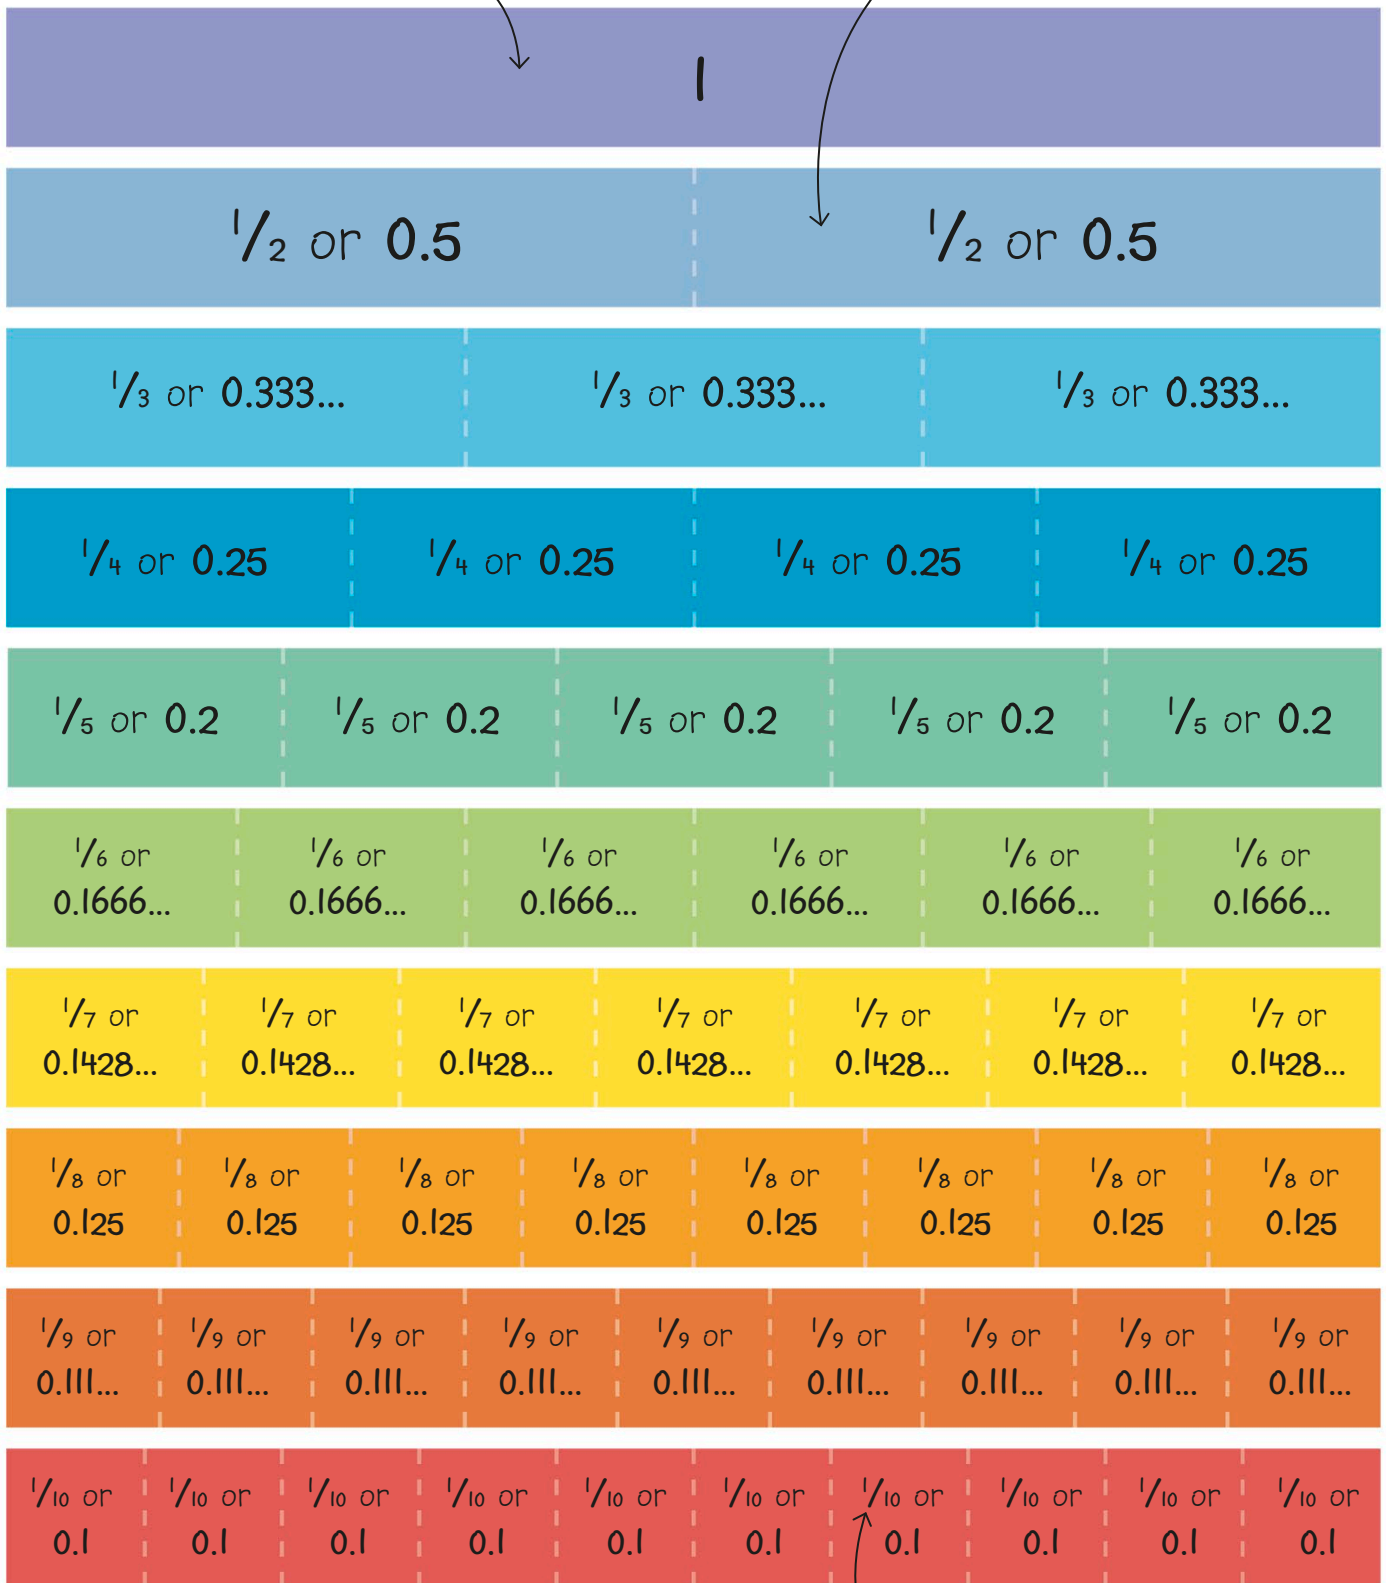 1
1/2 or 0.5 1/2 or 0.5
1/3 or 0.333... 1/3 or 0.333... 1/3 or 0.333...
1/4 or 0.25 1/4 or 0.25 1/4 or 0.25 1/4 or 0.25
1/5 or 0.2 1/5 or 0.2 1/5 or 0.2 1/5 or 0.2 1/5 or 0.2
1/6 or 1/6 or 1/6 or 1/6 or 1/6 or 1/6 or
0.1666... 0.1666... 0.1666... 0.1666... 0.1666... 0.1666...
1/7 or 1/7 or 1/7 or 1/7 or 1/7 or 1/7 or 1/7 or
0.1428... 0.1428... 0.1428... 0.1428... 0.1428... 0.1428... 0.1428...
1/8 or 1/8 or 1/8 or 1/8 or 1/8 or 1/8 or 1/8 or 1/8 or
0.125 0.125 0.125 0.125 0.125 0.125 0.125 0.125
1/9 or 1/9 or 1/9 or 1/9 or 1/9 or 1/9 or 1/9 or 1/9 or 1/9 or
0.111... 0.111... 0.111... 0.111... 0.111... 0.111... 0.111... 0.111... 0.111...
1/10 or 1/10 or 1/10 or 1/10 or 1/10 or 1/10 or 1/10 or 1/10 or 1/10 or 1/10 or
0.1 0.1 0.1 0.1 0.1 0.1 0.1 0.1 0.1 0.1